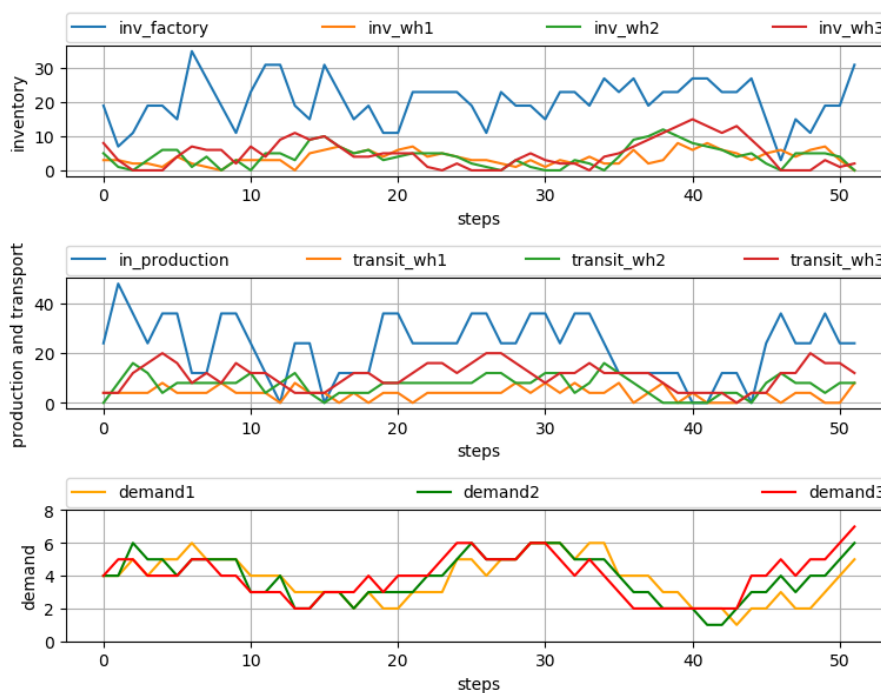 inv_factory inv_wh1 inv_wh2 inv_wh3
30
20
10
0
inventory
0 10 20 30 40 50
steps
in_production transit_wh1 transit_wh2 transit_wh3
40
20
0
production and transport
0 10 20 30 40 50
steps
demand1 demand2 demand3
8
6
4
2
0
demand
0 10 20 30 40 50
steps